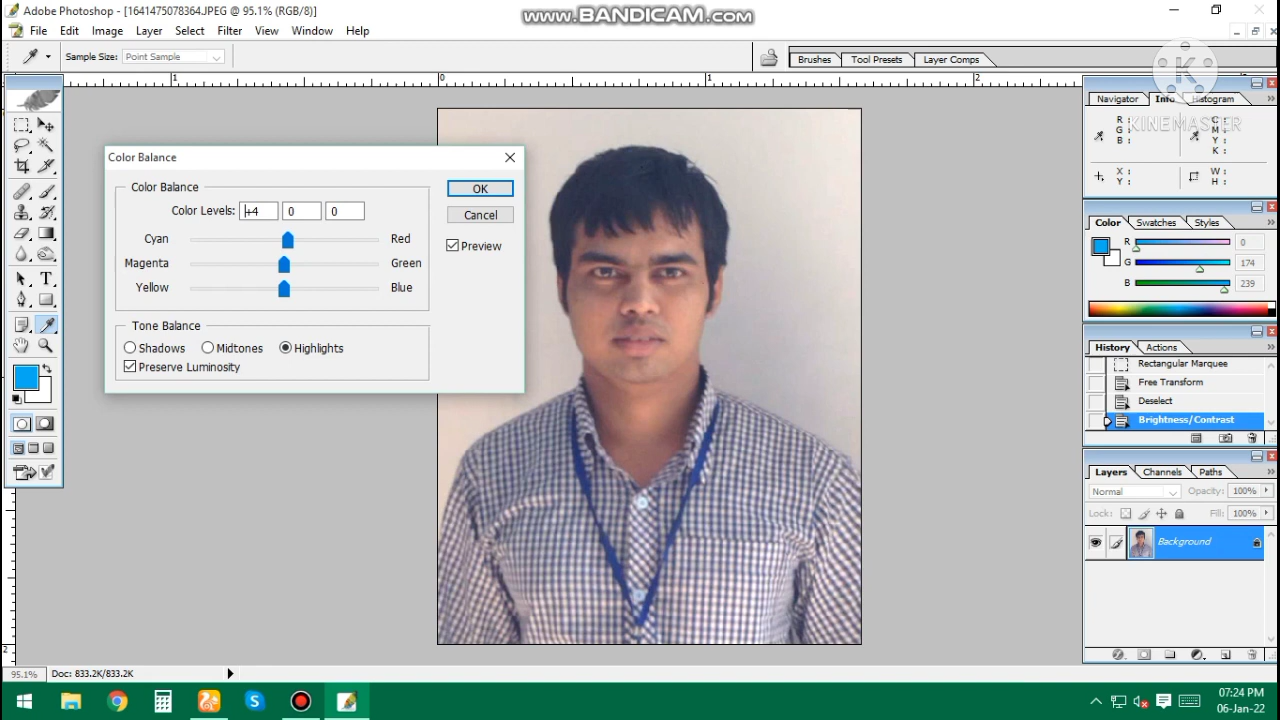 Adobe Photoshop - [1641475078364.JPEG @ 95.1% (RGB/8)]
www.BANDICAM.com
File Edit Image Layer Select Filter View Window Help
Sample Size: Point Sample
Brushes Tool Presets Layer Comps
1 0 1 2
K
KINEMASTER
Navigator Info Histogram
R :
G :
B :
C :
M :
Y :
K :
X :
Y :
W :
H :
Color Balance
Color Balance
Color Levels: +4 0 0
Cyan Red
Magenta Green
Yellow Blue
OK
Cancel
Preview
Tone Balance
Shadows Midtones Highlights
Preserve Luminosity
Color Swatches Styles
R 0
G 174
B 239
History Actions
Rectangular Marquee
Free Transform
Deselect
Brightness/Contrast
Layers Channels Paths
Normal Opacity: 100%
Lock: Fill: 100%
Background
2
95.1% Doc: 833.2K/833.2K
07:24 PM
06-Jan-22